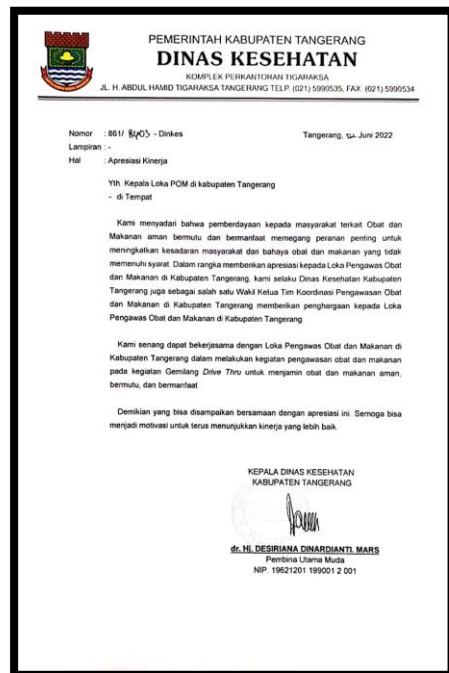 PEMERINTAH KABUPATEN TANGERANG
DINAS KESEHATAN
KOMPLEK PERKANTORAN TIGARAKSA
JL. H. ABDUL HAMID TIGARAKSA TANGERANG TELP. (021) 5990535, FAX. (021) 5990534
Nomor : 861/ 8403 - Dinkes Tangerang, Juni 2022
Lampiran : -
Hal : Apresiasi Kinerja
Yth. Kepala Loka POM di kabupaten Tangerang
- di Tempat
Kami menyadari bahwa pemberdayaan kepada masyarakat terkait Obat dan
Makanan aman bermutu dan bermanfaat memegang peranan penting untuk
meningkatkan kesadaran masyarakat dari bahaya obat dan makanan yang tidak
memenuhi syarat. Dalam rangka memberikan apresiasi kepada Loka Pengawas Obat
dan Makanan di Kabupaten Tangerang, kami selaku Dinas Kesehatan Kabupaten
Tangerang juga sebagai salah satu Wakil Ketua Tim Koordinasi Pengawasan Obat
dan Makanan di Kabupaten Tangerang memberikan penghargaan kepada Loka
Pengawas Obat dan Makanan di Kabupaten Tangerang.
Kami senang dapat bekerjasama dengan Loka Pengawas Obat dan Makanan di
Kabupaten Tangerang dalam melakukan kegiatan pengawasan obat dan makanan
pada kegiatan Gemilang Drive Thru untuk menjamin obat dan makanan aman,
bermutu, dan bermanfaat
Demikian yang bisa disampaikan bersamaan dengan apresiasi ini. Semoga bisa
menjadi motivasi untuk terus menunjukkan kinerja yang lebih baik.
KEPALA DINAS KESEHATAN
KABUPATEN TANGERANG
dr. Hj. DESIRIANA DINARDIANTI. MARS
Pembina Utama Muda
NIP. 19621201 199001 2 001